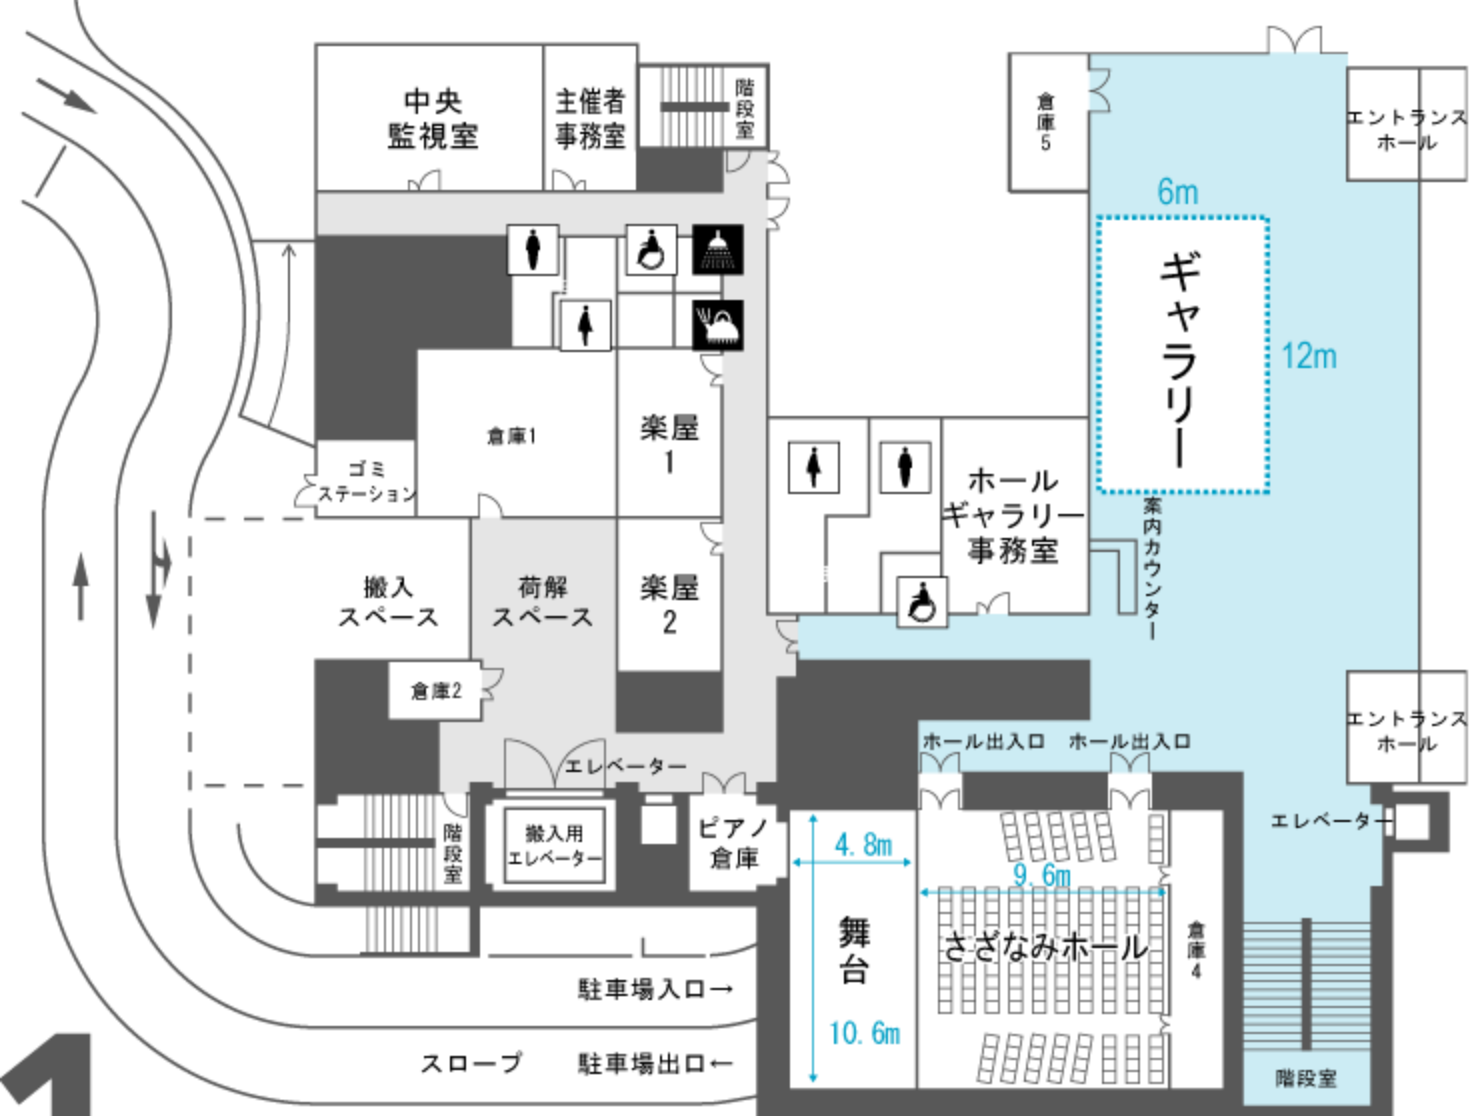 中央
監視室
主催者
事務室
階段室
倉庫5
エントランス
ホール
6m
ギャラリー
12m
倉庫1
楽屋
1
ゴミ
ステーション
ホール
ギャラリー
事務室
案内カウンター
搬入
スペース
荷解
スペース
楽屋
2
倉庫2
エントランス
ホール
ホール出入口
ホール出入口
エレベーター
エレベーター
階段室
搬入用
エレベーター
ピアノ
倉庫
4.8m
9.6m
舞台
さざなみホール
倉庫4
10.6m
駐車場入口→
スロープ
駐車場出口←
階段室
1